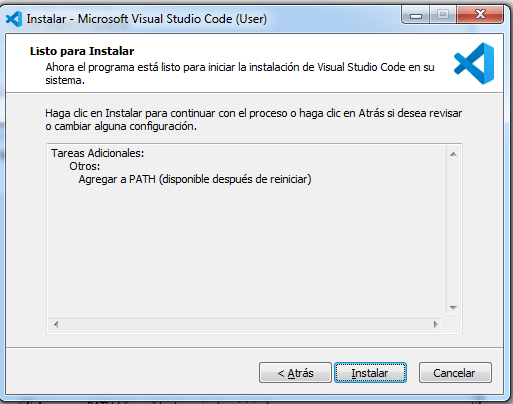 Instalar - Microsoft Visual Studio Code (User)
Listo para Instalar
Ahora el programa está listo para iniciar la instalación de Visual Studio Code en su
sistema.
Haga clic en Instalar para continuar con el proceso o haga clic en Atrás si desea revisar
o cambiar alguna configuración.
Tareas Adicionales:
Otros:
Agregar a PATH (disponible después de reiniciar)
< Atrás
Instalar
Cancelar